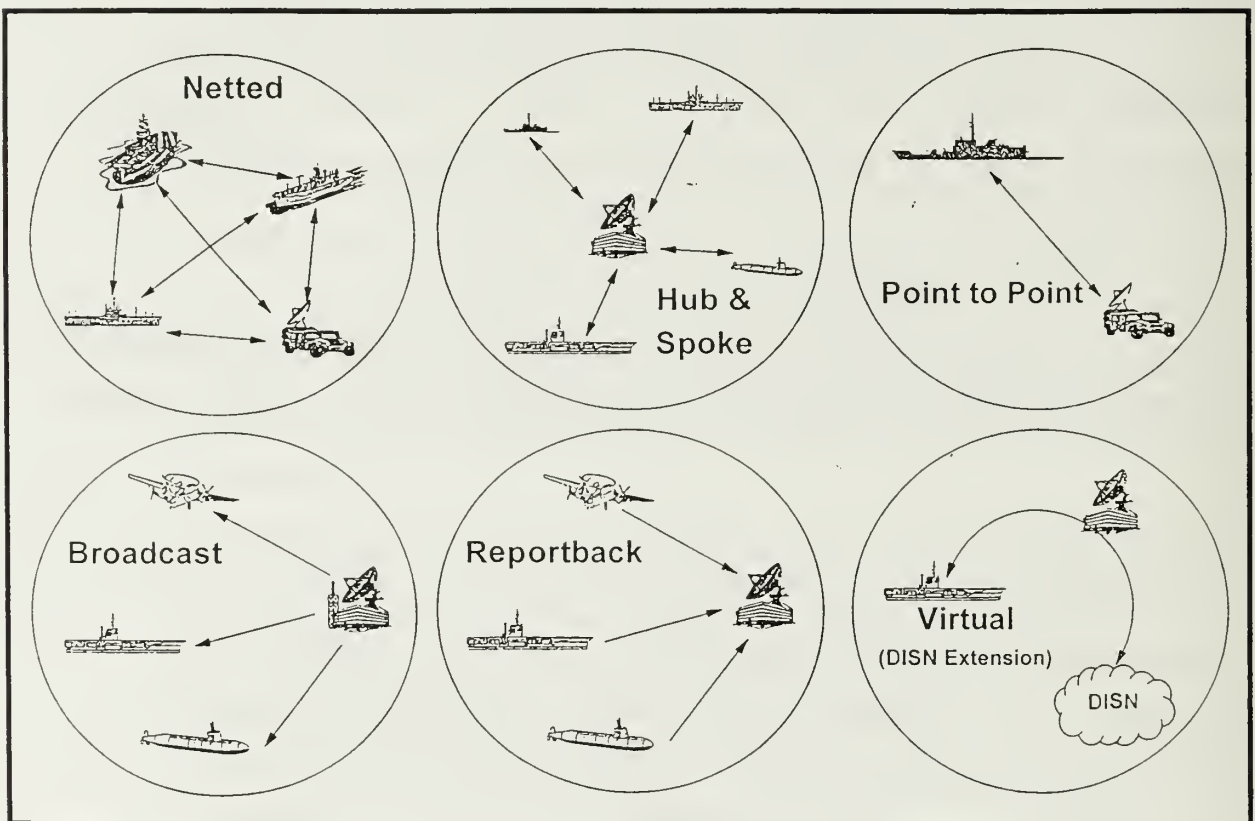 Netted
Hub &
Spoke
Point to Point
Broadcast
Reportback
Virtual
(DISN Extension)
DISN